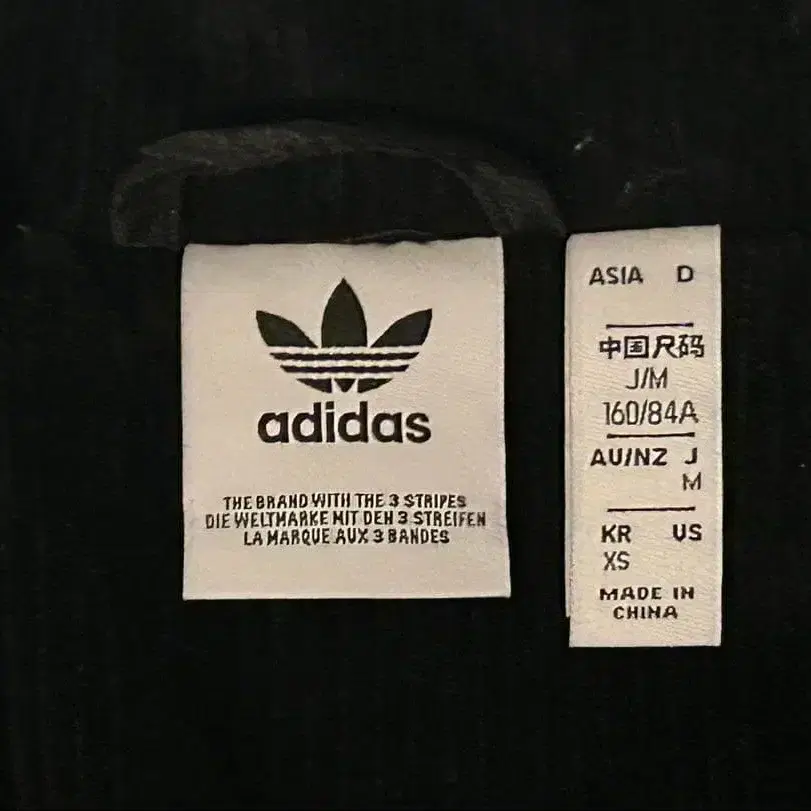 adidas
THE BRAND WITH THE 3 STRIPES
DIE WELTMARKE MIT DEN 3 STREIFEN
LA MARQUE AUX 3 BANDES
ASIA D
中国尺码
J/M
160/84A
AU/NZ J
M
KR US
XS
MADE IN
CHINA